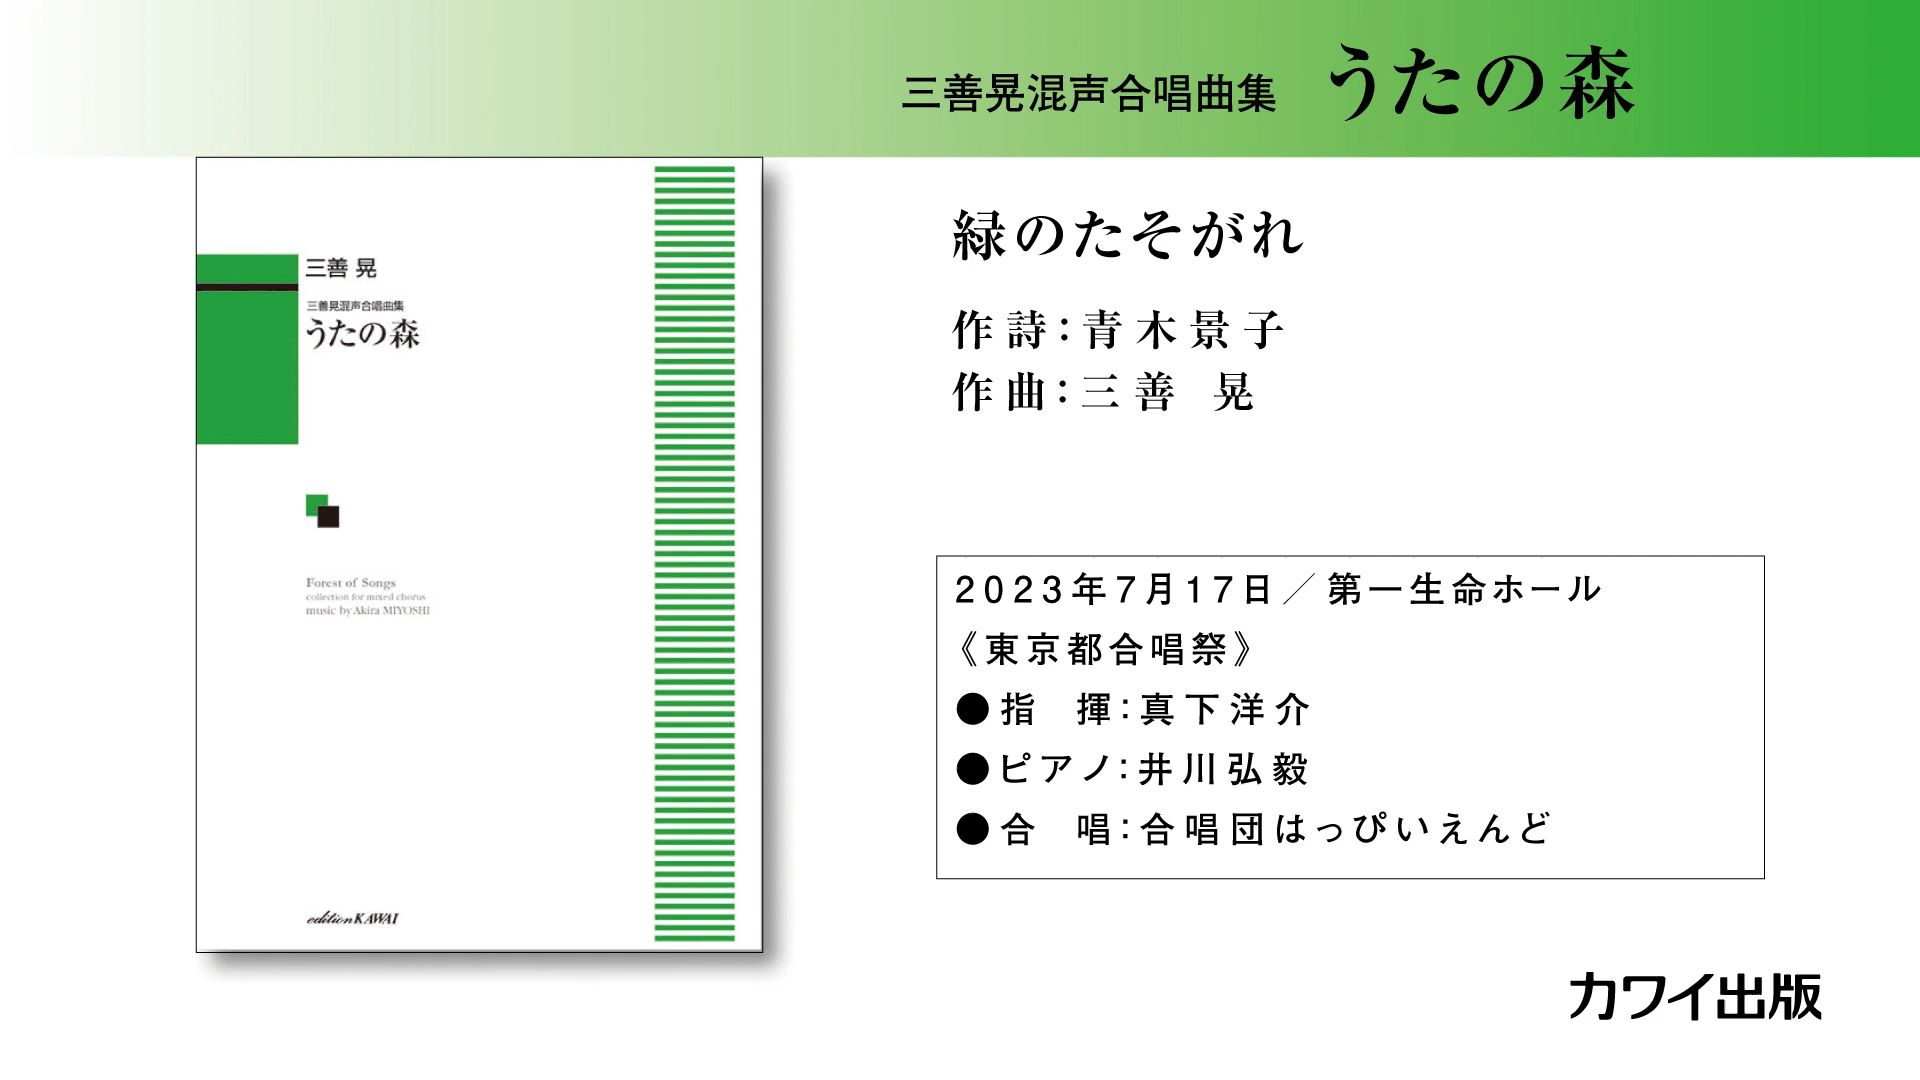 三善晃混声合唱曲集 うたの森
三善 晃
三善晃混声合唱曲集
うたの森
Forest of Songs
collection for mixed chorus
music by Akira MIYOSHI
edition KAWAI
緑のたそがれ
作詩：青木景子
作曲：三善 晃
2023年7月17日／第一生命ホール
《東京都合唱祭》
●指　揮：真下洋介
●ピアノ：井川弘毅
●合　唱：合唱団はっぴいえんど
カワイ出版